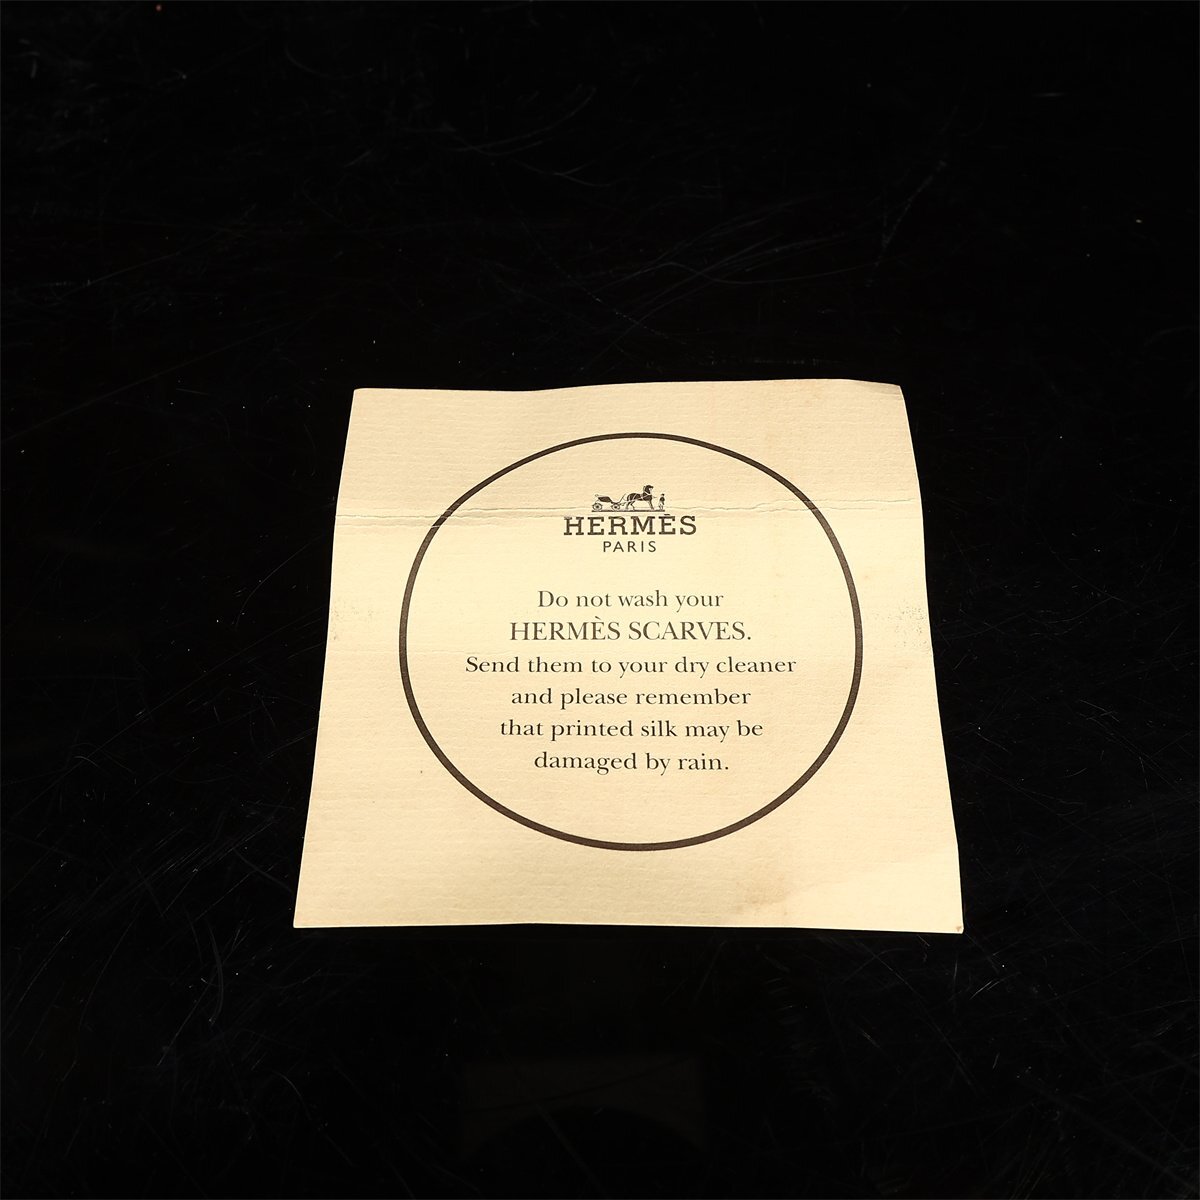 HERMÈS
PARIS
Do not wash your
HERMÈS SCARVES.
Send them to your dry cleaner
and please remember
that printed silk may be
damaged by rain.